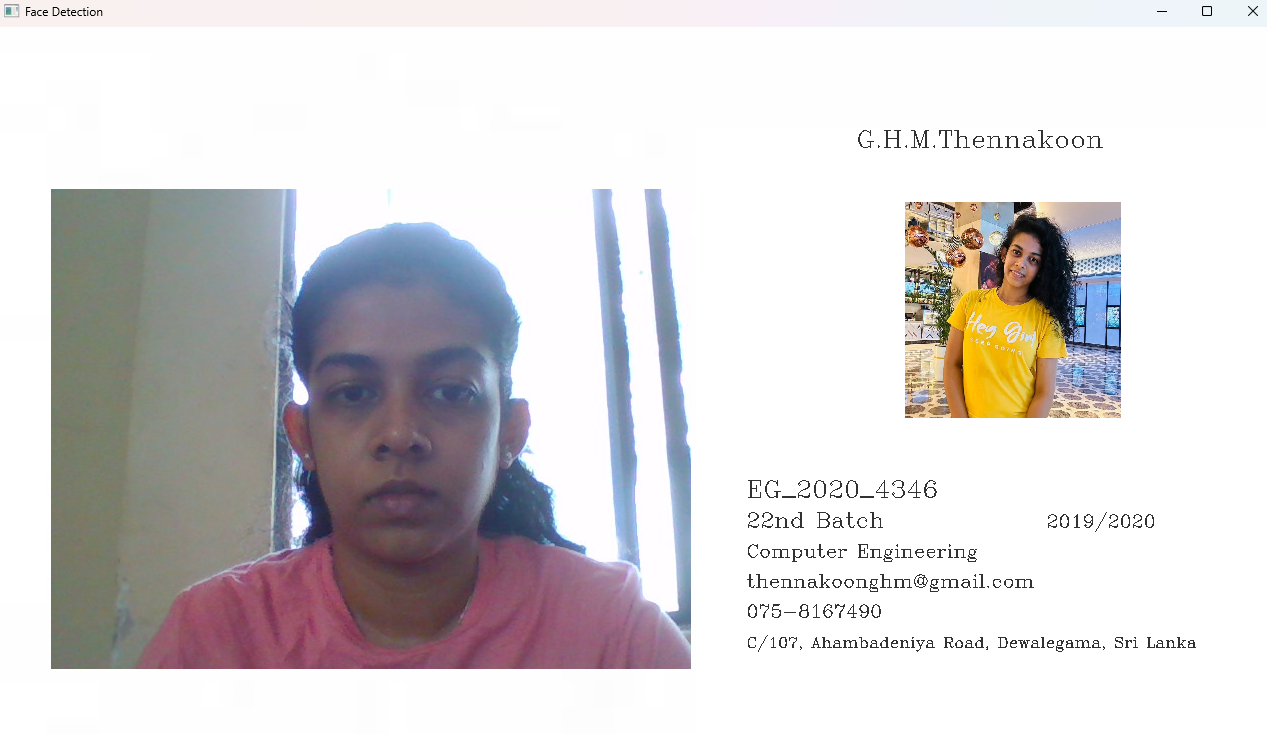 Face Detection
G.H.M.Thennakoon
Hey Girl
EG_2020_4346
22nd Batch 2019/2020
Computer Engineering
thennakoonghm@gmail.com
075-8167490
C/107, Ahambadeniya Road, Dewalegama, Sri Lanka